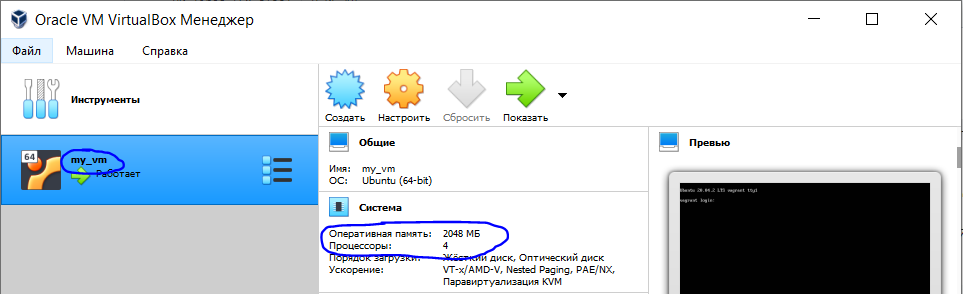 Oracle VM VirtualBox Менеджер
Файл Машина Справка
Инструменты
64
my_vm
Работает
Создать Настроить Сбросить Показать
Общие
Имя: my_vm
ОС: Ubuntu (64-bit)
Система
Оперативная память: 2048 МБ
Процессоры: 4
Порядок загрузки: Жёсткий диск, Оптический диск
Ускорение: VT-x/AMD-V, Nested Paging, PAE/NX,
Паравиртуализация KVM
Превью
Ubuntu 20.04.2 LTS vagrant tty1
vagrant login: